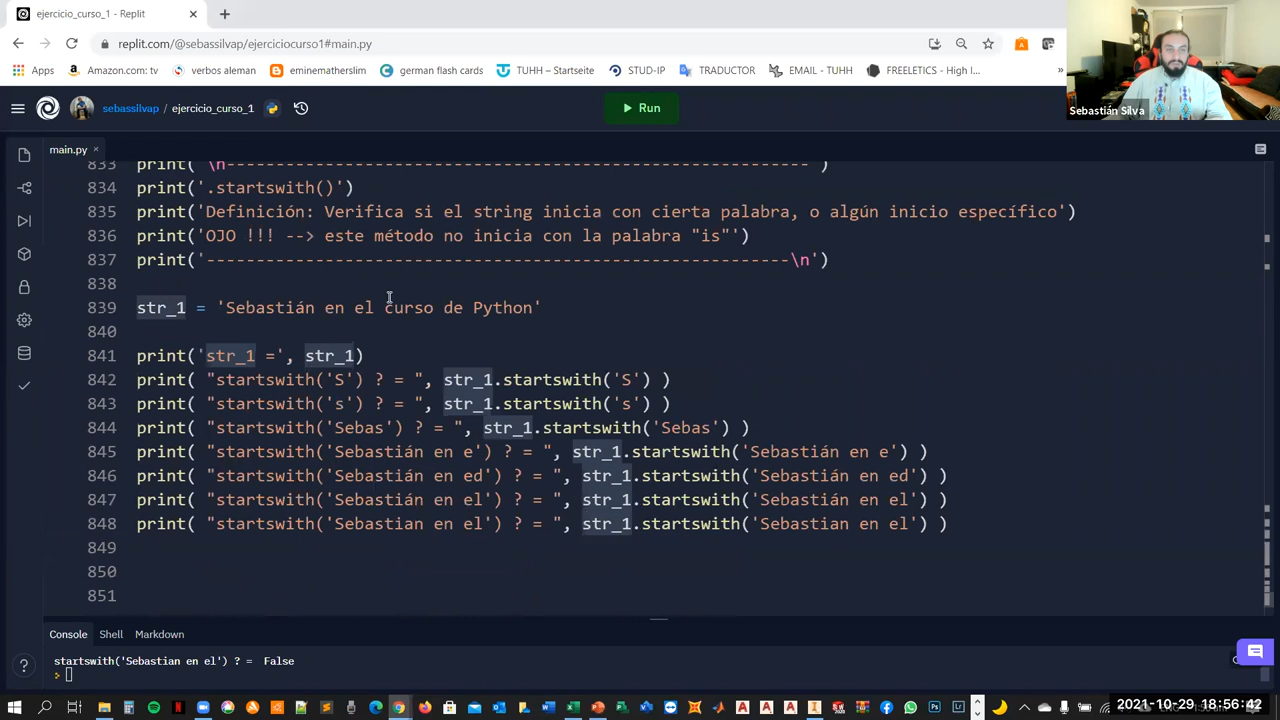 ejercicio_curso_1 - Replit
replit.com/@sebassilvap/ejerciciocurso1#main.py
Apps Amazon.com: tv verbos aleman eminematherslim german flash cards TUHH – Startseite STUD-IP TRADUCTOR EMAIL - TUHH FREELETICS - High I...
Sebastián Silva
sebassilvap / ejercicio_curso_1 Run
main.py
833 print( \n----------------------------------------------------------- )
834 print('.startswith()')
835 print('Definición: Verifica si el string inicia con cierta palabra, o algún inicio específico')
836 print('OJO !!! --> este método no inicia con la palabra "is"')
837 print('-----------------------------------------------------------\n')
838
839 str_1 = 'Sebastián en el curso de Python'
840
841 print('str_1 =', str_1)
842 print( "startswith('S') ? = ", str_1.startswith('S') )
843 print( "startswith('s') ? = ", str_1.startswith('s') )
844 print( "startswith('Sebas') ? = ", str_1.startswith('Sebas') )
845 print( "startswith('Sebastián en e') ? = ", str_1.startswith('Sebastián en e') )
846 print( "startswith('Sebastián en ed') ? = ", str_1.startswith('Sebastián en ed') )
847 print( "startswith('Sebastián en el') ? = ", str_1.startswith('Sebastián en el') )
848 print( "startswith('Sebastian en el') ? = ", str_1.startswith('Sebastian en el') )
849
850
851
Console Shell Markdown
startswith('Sebastian en el') ? = False
2021-10-29 18:56:42